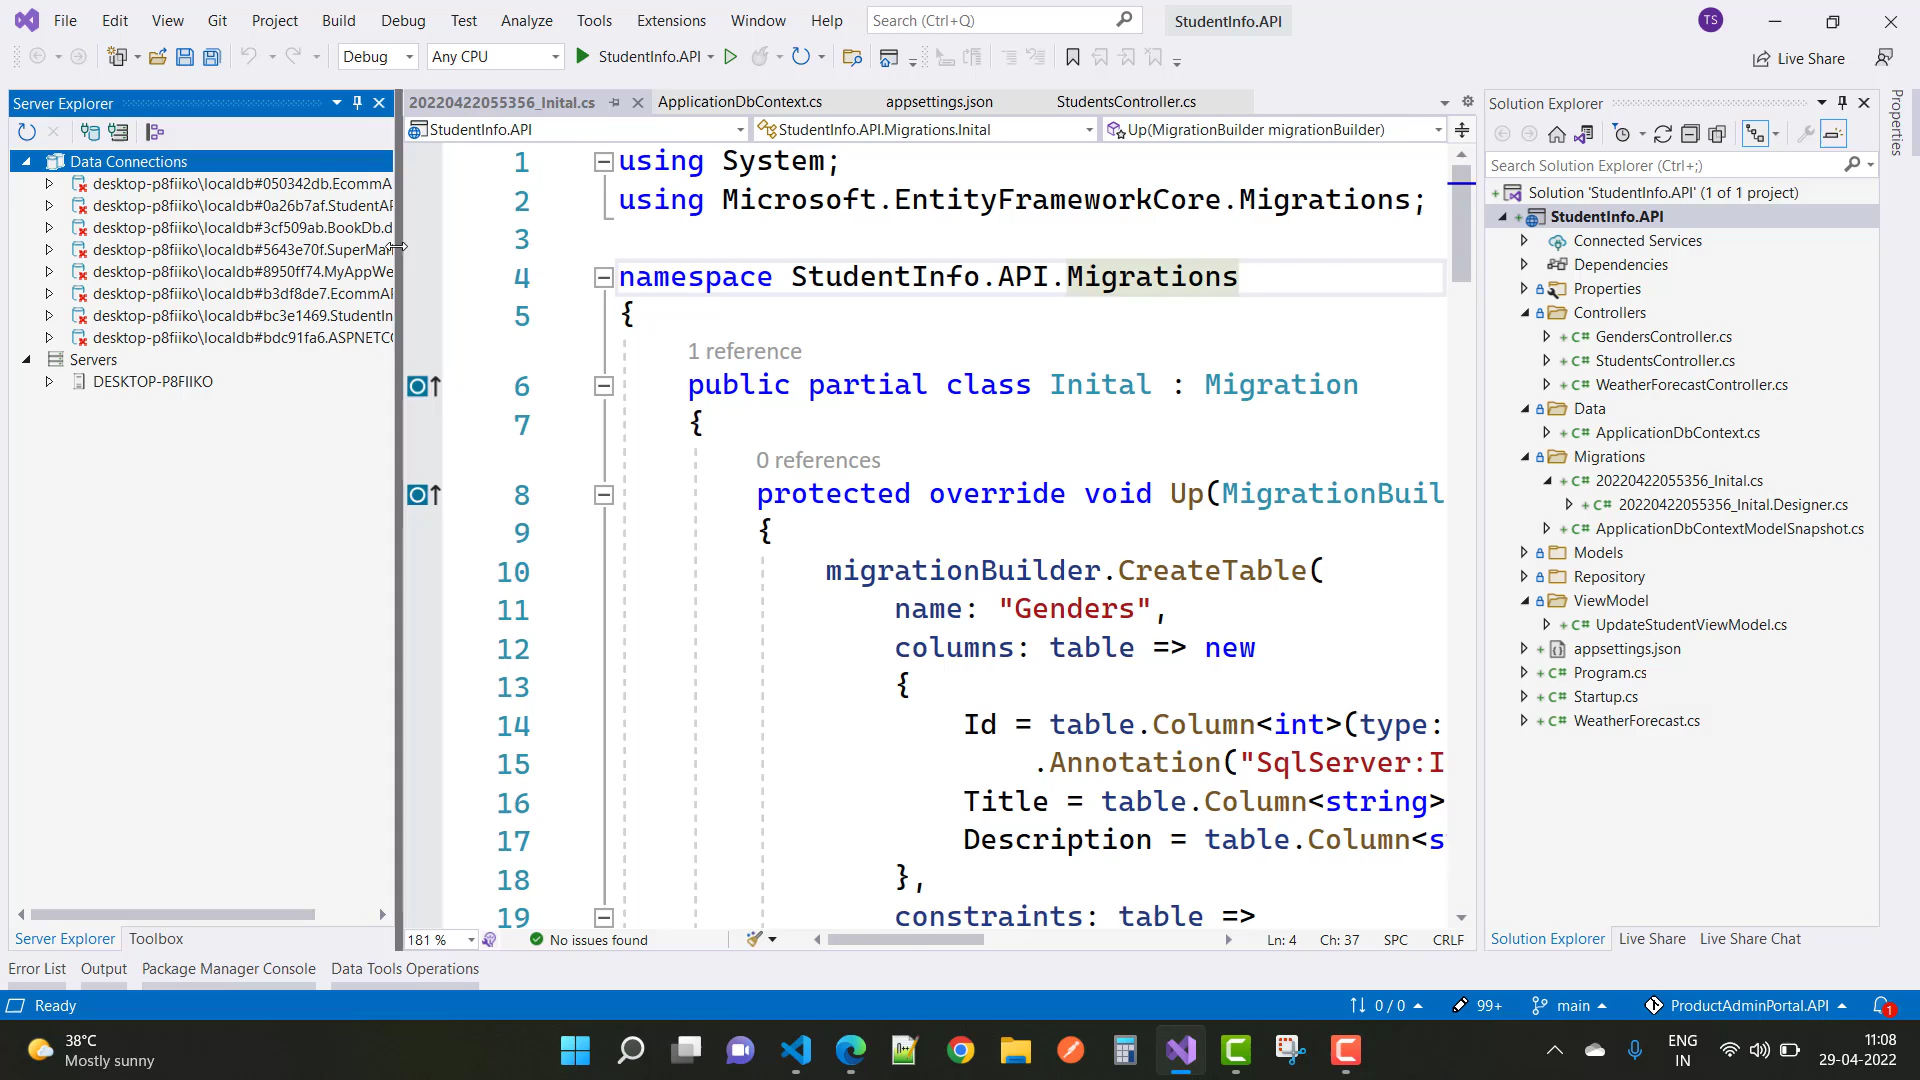 File Edit View Git Project Build Debug Test Analyze Tools Extensions Window Help Search (Ctrl+Q) StudentInfo.API TS
Debug Any CPU StudentInfo.API Live Share
Server Explorer
Data Connections
desktop-p8fiiko\localdb#050342db.EcommA
desktop-p8fiiko\localdb#0a26b7af.StudentAP
desktop-p8fiiko\localdb#3cf509ab.BookDb.d
desktop-p8fiiko\localdb#5643e70f.SuperMar
desktop-p8fiiko\localdb#8950ff74.MyAppWe
desktop-p8fiiko\localdb#b3df8de7.EcommAP
desktop-p8fiiko\localdb#bc3e1469.StudentIn
desktop-p8fiiko\localdb#bdc91fa6.ASPNETCO
Servers
DESKTOP-P8FIIKO
Server Explorer Toolbox
20220422055356_Inital.cs ApplicationDbContext.cs appsettings.json StudentsController.cs
StudentInfo.API StudentInfo.API.Migrations.Inital Up(MigrationBuilder migrationBuilder)
1 using System;
2 using Microsoft.EntityFrameworkCore.Migrations;
3
4 namespace StudentInfo.API.Migrations
5 {
1 reference
6 public partial class Inital : Migration
7 {
0 references
8 protected override void Up(MigrationBuil
9 {
10 migrationBuilder.CreateTable(
11 name: "Genders",
12 columns: table => new
13 {
14 Id = table.Column<int>(type:
15 .Annotation("SqlServer:I
16 Title = table.Column<string>
17 Description = table.Column<s
18 },
19 constraints: table =>
181 % No issues found Ln: 4 Ch: 37 SPC CRLF
Solution Explorer
Search Solution Explorer (Ctrl+;)
Solution 'StudentInfo.API' (1 of 1 project)
StudentInfo.API
Connected Services
Dependencies
Properties
Controllers
C# GendersController.cs
C# StudentsController.cs
C# WeatherForecastController.cs
Data
C# ApplicationDbContext.cs
Migrations
C# 20220422055356_Inital.cs
C# 20220422055356_Inital.Designer.cs
C# ApplicationDbContextModelSnapshot.cs
Models
Repository
ViewModel
C# UpdateStudentViewModel.cs
appsettings.json
C# Program.cs
C# Startup.cs
C# WeatherForecast.cs
Solution Explorer Live Share Live Share Chat
Properties
Error List Output Package Manager Console Data Tools Operations
Ready 0 / 0 99+ main ProductAdminPortal.API 1
38°C
Mostly sunny
ENG
IN
11:08
29-04-2022